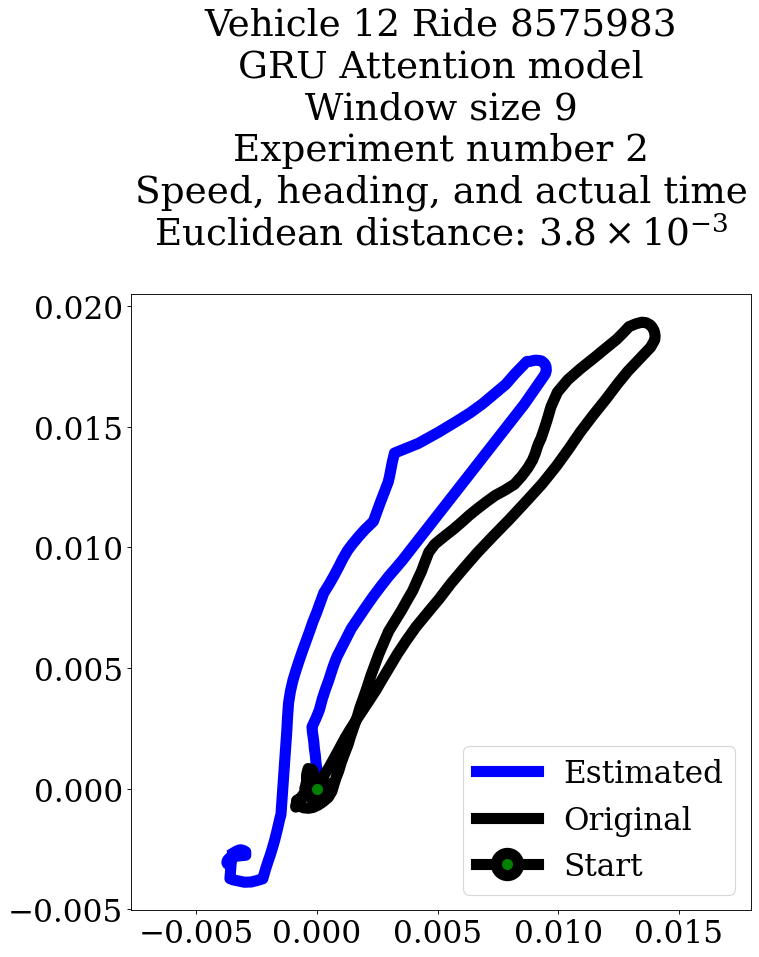 Vehicle 12 Ride 8575983
GRU Attention model
Window size 9
Experiment number 2
Speed, heading, and actual time
Euclidean distance: 3.8 × 10⁻³
0.020
0.015
0.010
0.005
0.000
−0.005
Estimated
Original
Start
−0.005 0.000 0.005 0.010 0.015